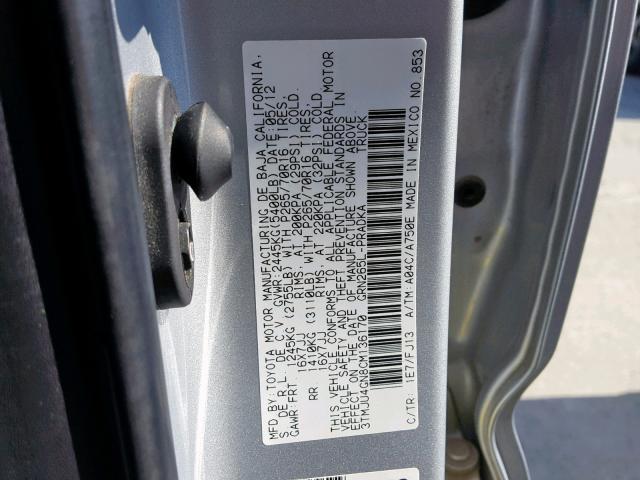 MFD.BY: TOYOTA MOTOR MANUFACTURING DE BAJA CALIFORNIA,
S. DE R.L. DE C.V. GVWR: 2445KG(5400LB) DATE:05/12
GAWR:FRT. 1245KG (2755LB) WITH P265/70R16 TIRES,
16X7JJ RIMS, AT 200KPA (29PSI) COLD.
RR 1410KG (3110LB) WITH P265/70R16 TIRES,
16X7JJ RIMS, AT 220KPA (32PSI) COLD
THIS VEHICLE CONFORMS TO ALL APPLICABLE FEDERAL MOTOR
VEHICLE SAFETY AND THEFT PREVENTION STANDARDS IN
EFFECT ON THE DATE OF MANUFACTURE SHOWN ABOVE.
3TMJU4GN8CM136170 GRN265L-PRADKA TRUCK
C/TR: 1E7/FJ13 A/TM: A04C/A750E MADE IN MEXICO NO. 853